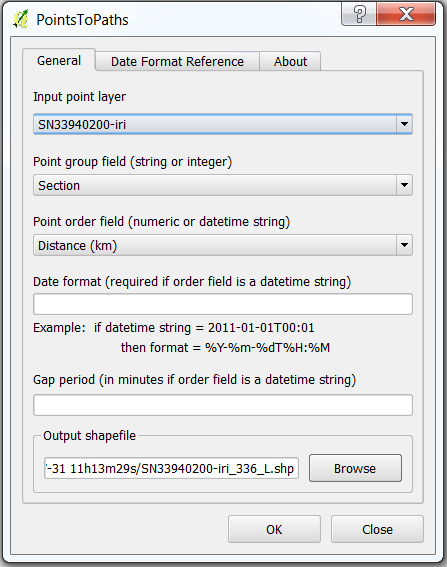 PointsToPaths
General Date Format Reference About
Input point layer
SN33940200-iri
Point group field (string or integer)
Section
Point order field (numeric or datetime string)
Distance (km)
Date format (required if order field is a datetime string)
Example: if datetime string = 2011-01-01T00:01
then format = %Y-%m-%dT%H:%M
Gap period (in minutes if order field is a datetime string)
Output shapefile
-31 11h13m29s/SN33940200-iri_336_L.shp Browse
OK Close